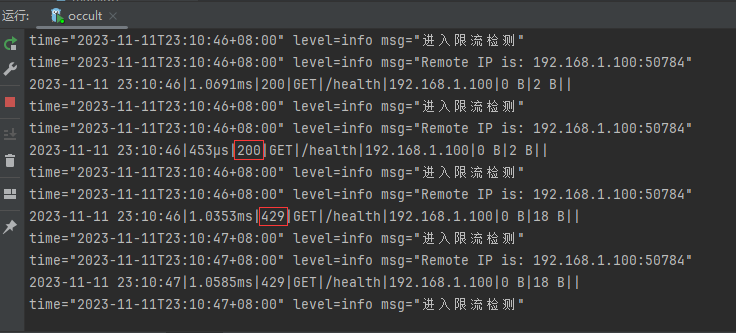 运行: occult
time="2023-11-11T23:10:46+08:00" level=info msg="进入限流检测"
time="2023-11-11T23:10:46+08:00" level=info msg="Remote IP is: 192.168.1.100:50784"
2023-11-11 23:10:46|1.0691ms|200|GET|/health|192.168.1.100|0 B|2 B||
time="2023-11-11T23:10:46+08:00" level=info msg="进入限流检测"
time="2023-11-11T23:10:46+08:00" level=info msg="Remote IP is: 192.168.1.100:50784"
2023-11-11 23:10:46|453µs|200|GET|/health|192.168.1.100|0 B|2 B||
time="2023-11-11T23:10:46+08:00" level=info msg="进入限流检测"
time="2023-11-11T23:10:46+08:00" level=info msg="Remote IP is: 192.168.1.100:50784"
2023-11-11 23:10:46|1.0353ms|429|GET|/health|192.168.1.100|0 B|18 B||
time="2023-11-11T23:10:47+08:00" level=info msg="进入限流检测"
time="2023-11-11T23:10:47+08:00" level=info msg="Remote IP is: 192.168.1.100:50784"
2023-11-11 23:10:47|1.0585ms|429|GET|/health|192.168.1.100|0 B|18 B||
time="2023-11-11T23:10:47+08:00" level=info msg="进入限流检测"